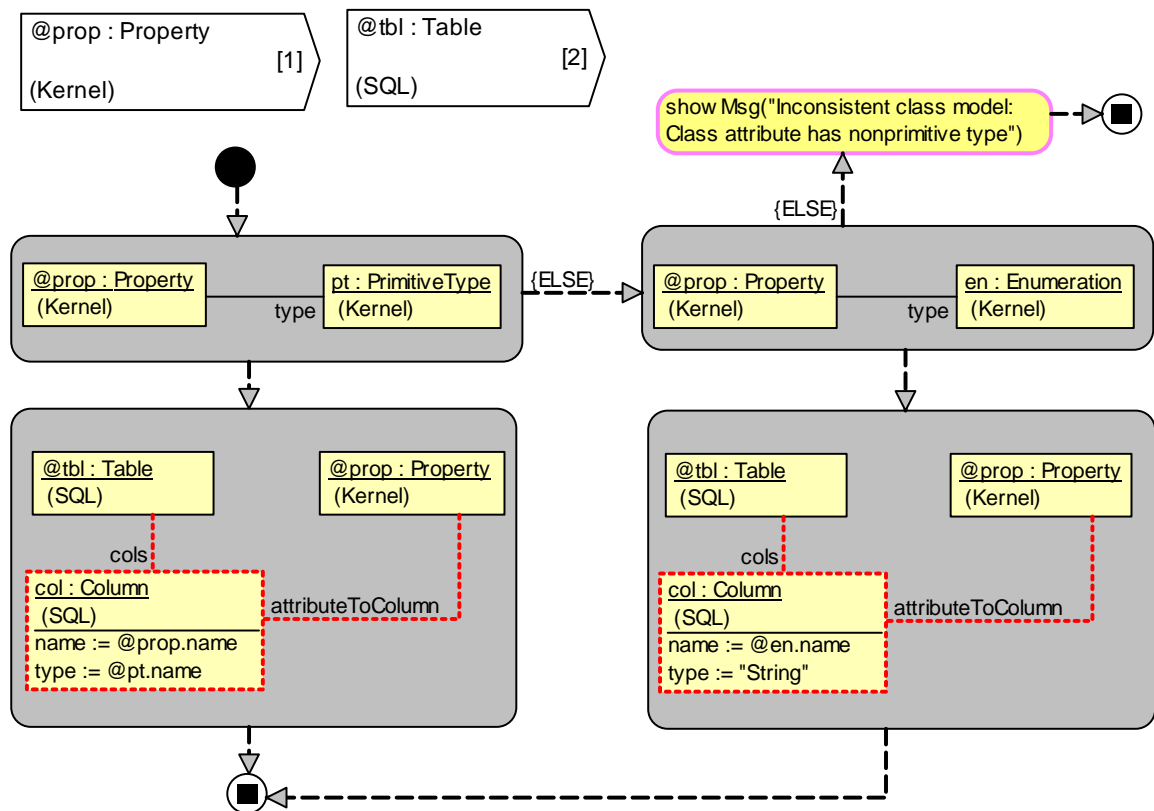 @prop : Property
[1]
(Kernel)
@tbl : Table
[2]
(SQL)
show Msg("Inconsistent class model:
Class attribute has nonprimitive type")
{ELSE}
@prop : Property
(Kernel)
type
pt : PrimitiveType
(Kernel)
{ELSE}
@prop : Property
(Kernel)
type
en : Enumeration
(Kernel)
@tbl : Table
(SQL)
@prop : Property
(Kernel)
cols
col : Column
(SQL)
name := @prop.name
type := @pt.name
attributeToColumn
@tbl : Table
(SQL)
@prop : Property
(Kernel)
cols
col : Column
(SQL)
name := @en.name
type := "String"
attributeToColumn